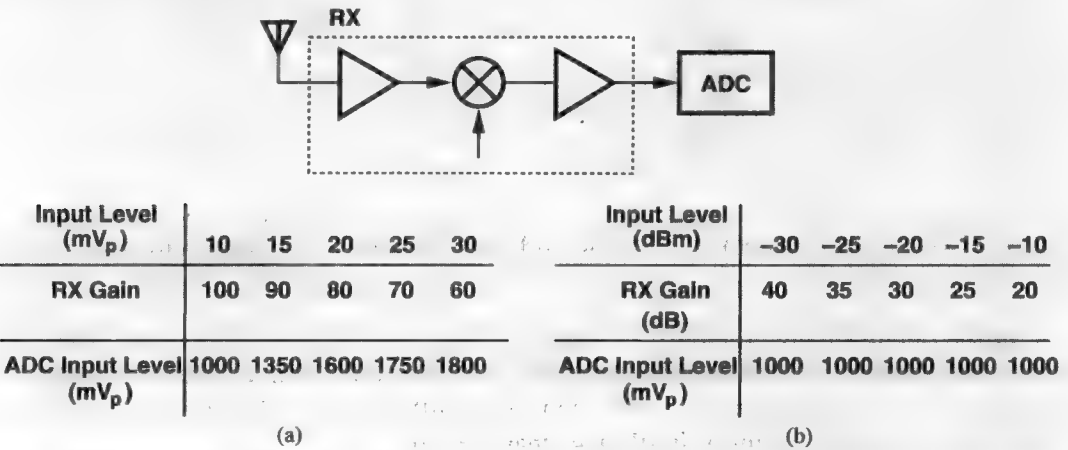 RX
ADC
Input Level
(mVp)
10 15 20 25 30
RX Gain
100 90 80 70 60
ADC Input Level
(mVp)
1000 1350 1600 1750 1800
(a)
Input Level
(dBm)
−30 −25 −20 −15 −10
RX Gain
(dB)
40 35 30 25 20
ADC Input Level
(mVp)
1000 1000 1000 1000 1000
(b)